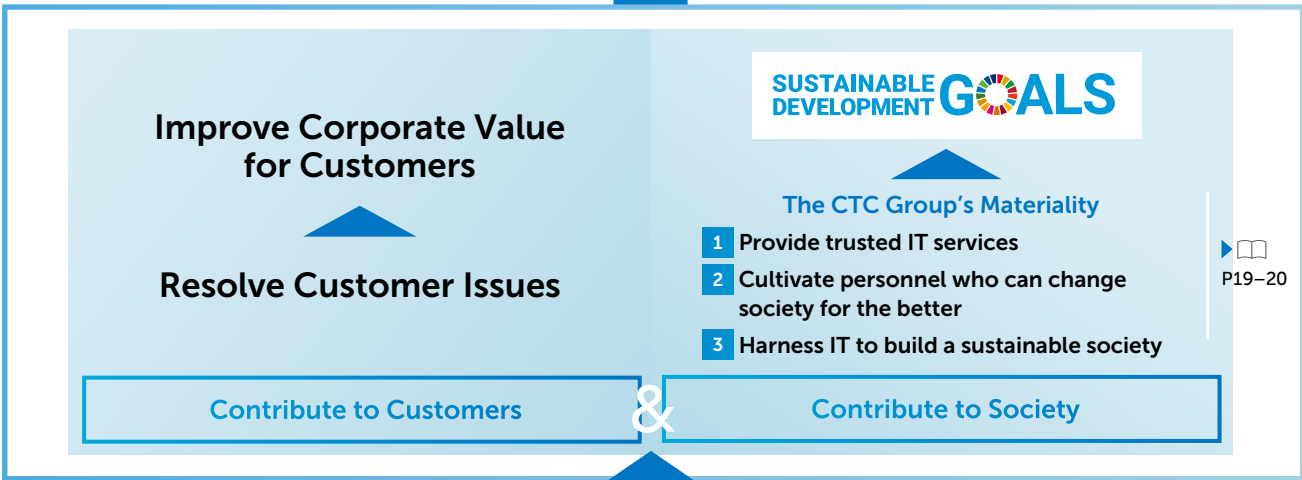 Improve Corporate Value
for Customers
Resolve Customer Issues
Contribute to Customers
&
SUSTAINABLE
DEVELOPMENT
GOALS
The CTC Group’s Materiality
1 Provide trusted IT services
2 Cultivate personnel who can change
society for the better
3 Harness IT to build a sustainable society
P19–20
Contribute to Society